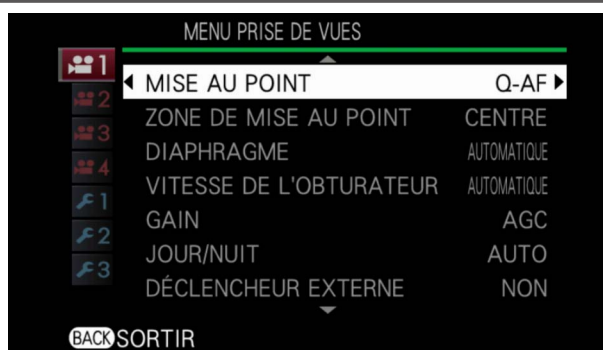 MENU PRISE DE VUES
1
MISE AU POINT Q-AF
2
ZONE DE MISE AU POINT CENTRE
3
DIAPHRAGME AUTOMATIQUE
4
VITESSE DE L'OBTURATEUR AUTOMATIQUE
1
GAIN AGC
2
JOUR/NUIT AUTO
3
DÉCLENCHEUR EXTERNE NON
BACK SORTIR